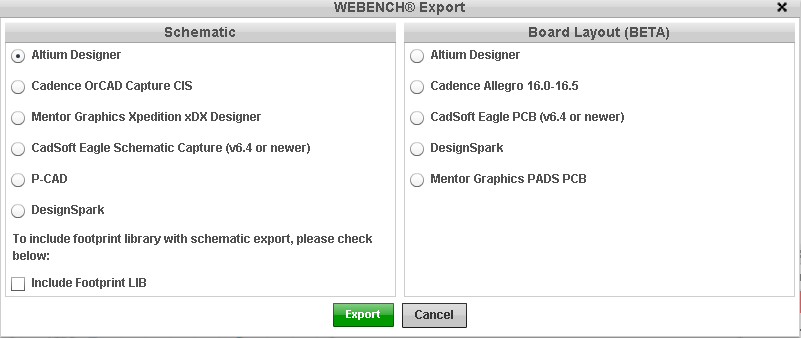 WEBENCH® Export
Schematic
Altium Designer
Cadence OrCAD Capture CIS
Mentor Graphics Xpedition xDX Designer
CadSoft Eagle Schematic Capture (v6.4 or newer)
P-CAD
DesignSpark
To include footprint library with schematic export, please check
below:
Include Footprint LIB
Board Layout (BETA)
Altium Designer
Cadence Allegro 16.0-16.5
CadSoft Eagle PCB (v6.4 or newer)
DesignSpark
Mentor Graphics PADS PCB
Export
Cancel